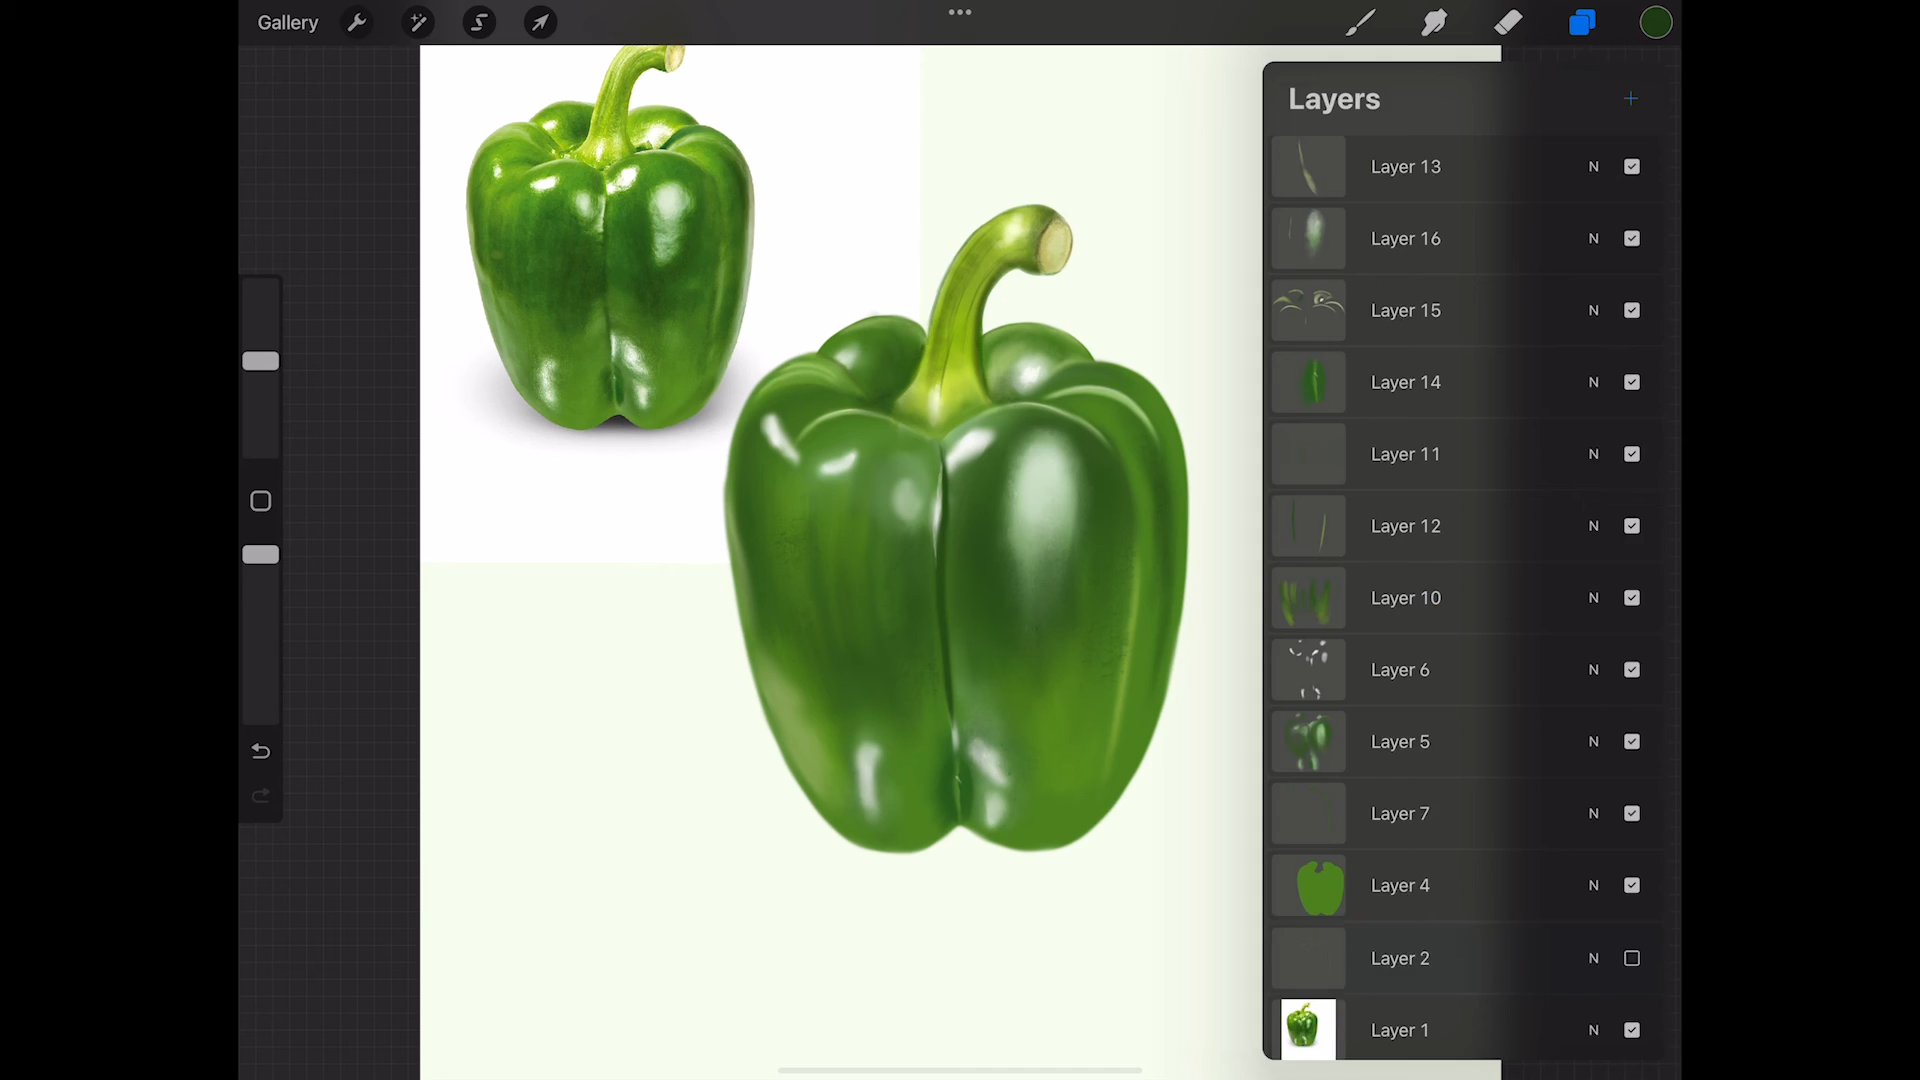 Gallery
Layers
Layer 13 N
Layer 16 N
Layer 15 N
Layer 14 N
Layer 11 N
Layer 12 N
Layer 10 N
Layer 6 N
Layer 5 N
Layer 7 N
Layer 4 N
Layer 2 N
Layer 1 N